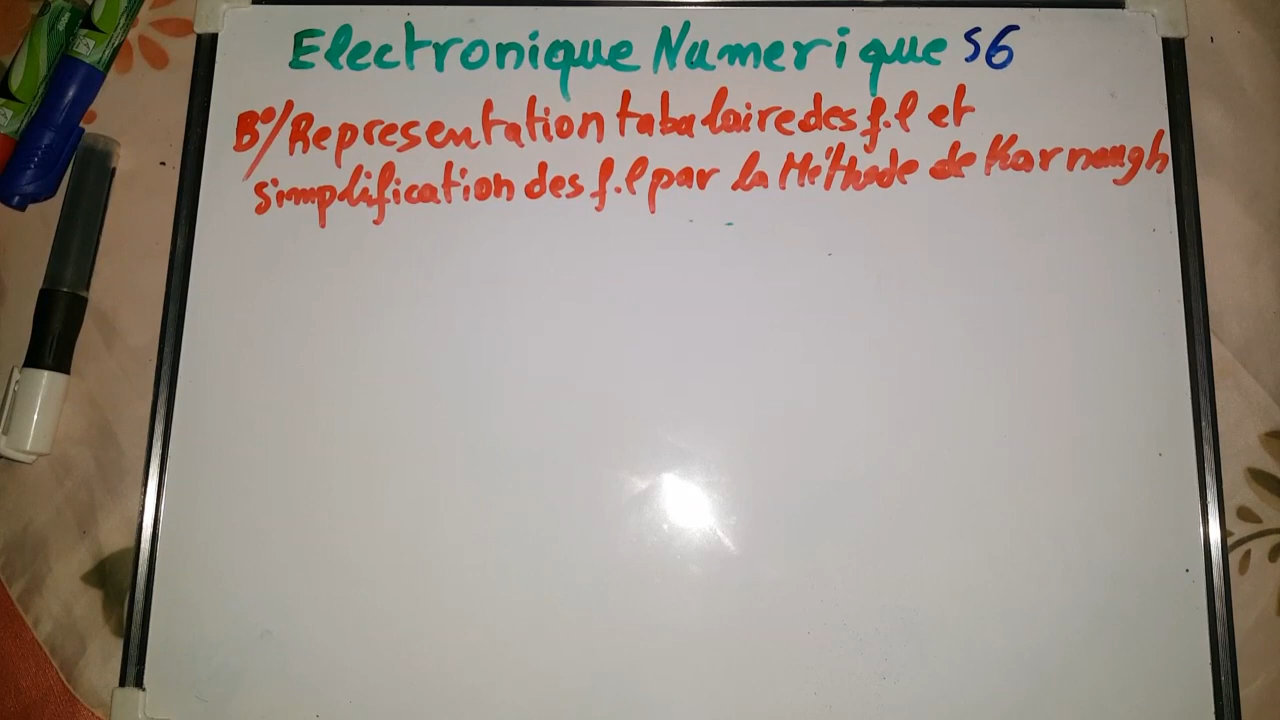 Electronique Numerique S6
B°/ Representation tabulaire des f.l et
simplification des f.l par la Méthode de Karnaugh